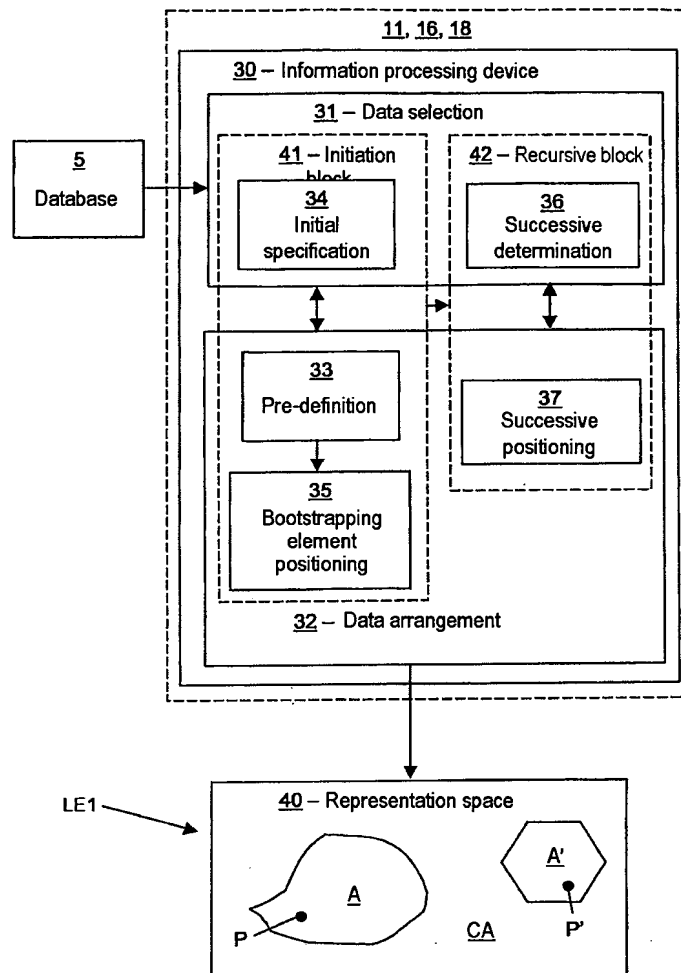 11, 16, 18
30 – Information processing device
31 – Data selection
5
Database
41 – Initiation
block
34
Initial
specification
42 – Recursive block
36
Successive
determination
33
Pre-definition
37
Successive
positioning
35
Bootstrapping
element
positioning
32 – Data arrangement
LE1
40 – Representation space
A
A'
P
CA
P'